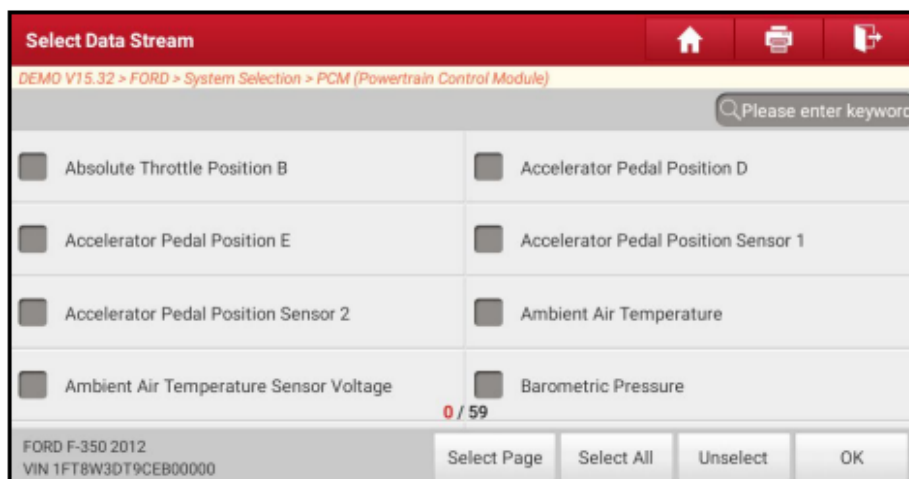 Select Data Stream
DEMO V15.32 > FORD > System Selection > PCM (Powertrain Control Module)
Please enter keyword
Absolute Throttle Position B
Accelerator Pedal Position D
Accelerator Pedal Position E
Accelerator Pedal Position Sensor 1
Accelerator Pedal Position Sensor 2
Ambient Air Temperature
Ambient Air Temperature Sensor Voltage
Barometric Pressure
0 / 59
FORD F-350 2012
VIN 1FT8W3DT9CEB00000
Select Page
Select All
Unselect
OK